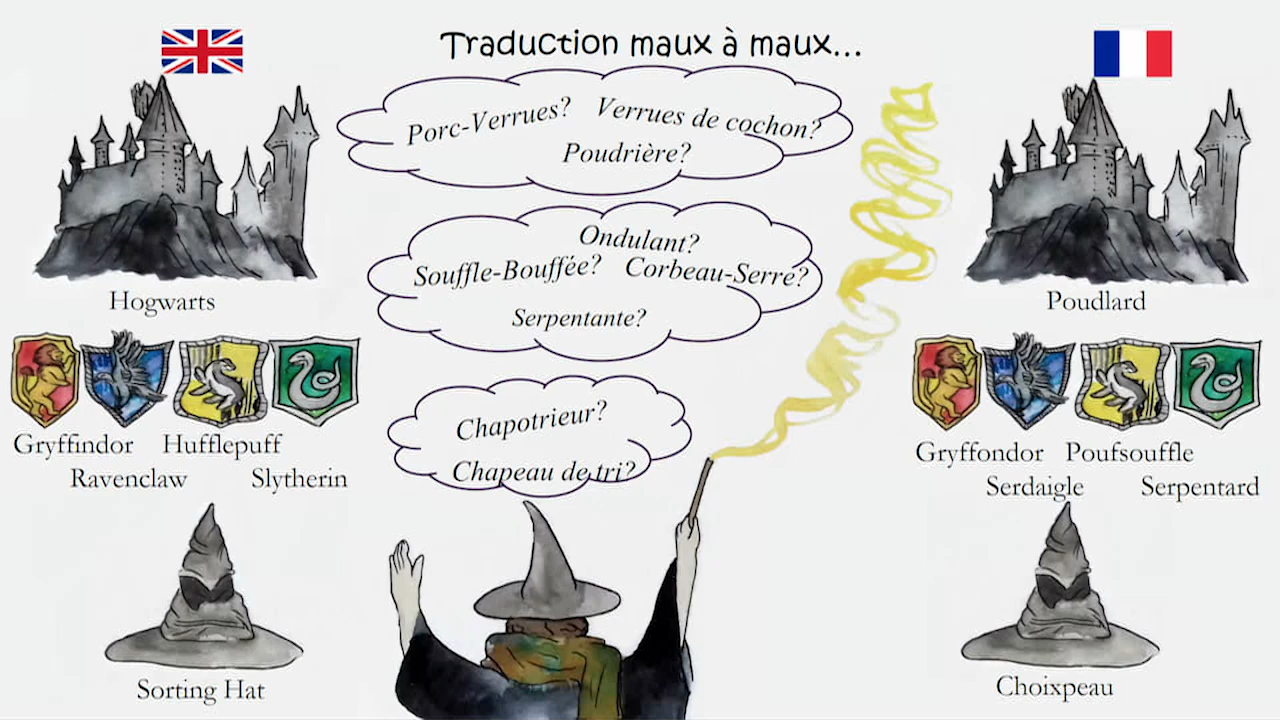 Traduction maux à maux...
Porc-Verrues? Verrues de cochon?
Poudrière?
Ondulant?
Souffle-Bouffée? Corbeau-Serre?
Serpentante?
Chapotrieur?
Chapeau de tri?
Hogwarts
Gryffindor Hufflepuff
Ravenclaw Slytherin
Sorting Hat
Poudlard
Gryffondor Poufsouffle
Serdaigle Serpentard
Choixpeau